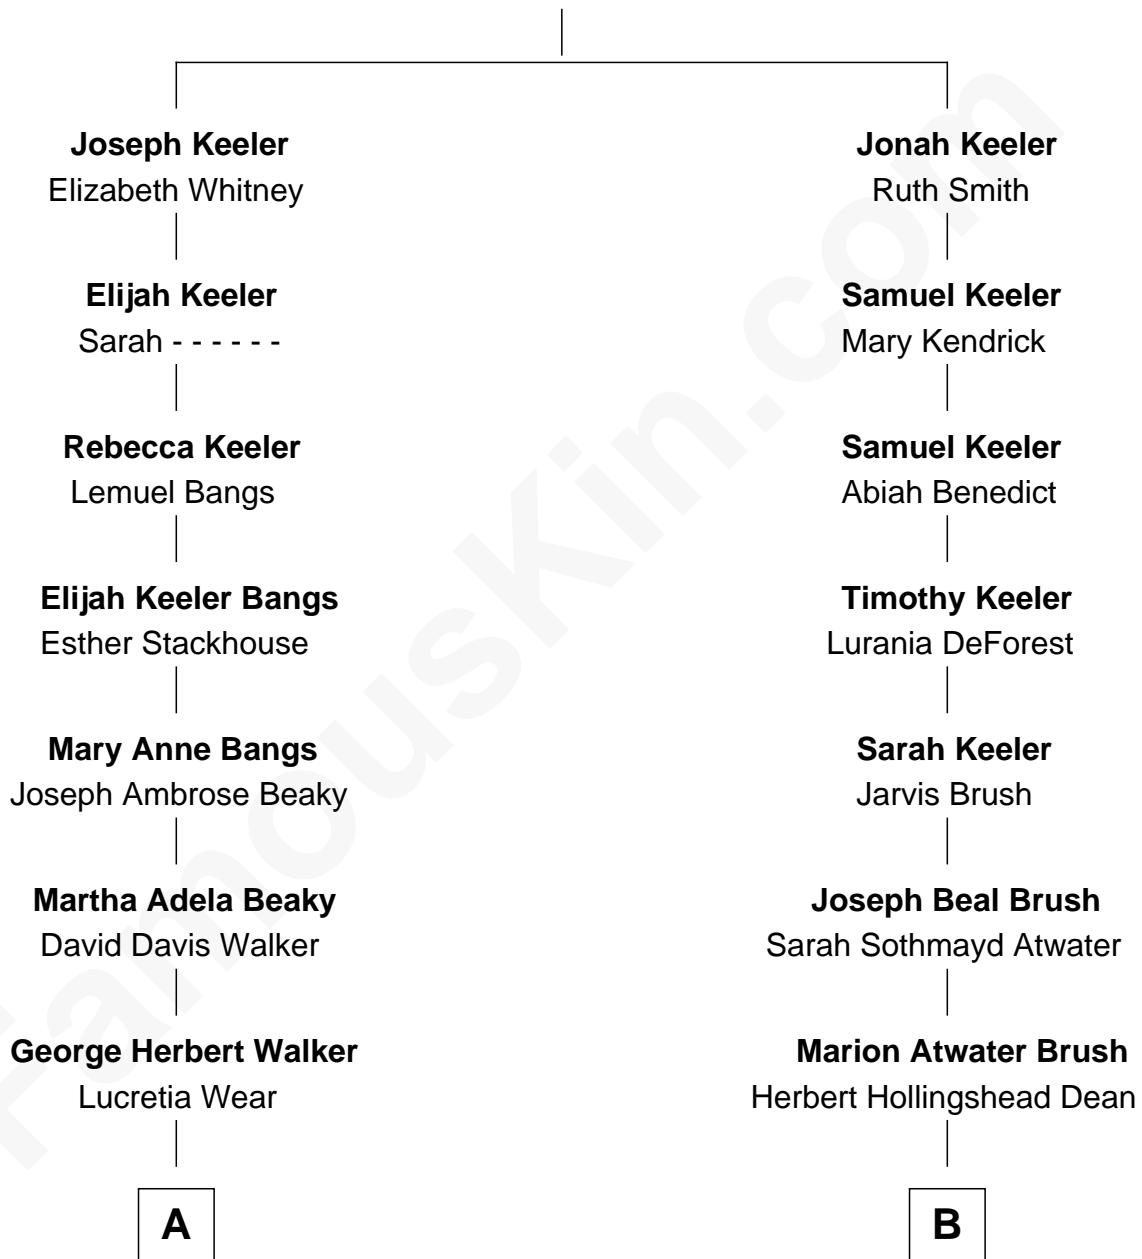 Joseph Keeler
Elizabeth Whitney
Jonah Keeler
Ruth Smith
Elijah Keeler
Sarah - - - - - -
Samuel Keeler
Mary Kendrick
Rebecca Keeler
Lemuel Bangs
Samuel Keeler
Abiah Benedict
Elijah Keeler Bangs
Esther Stackhouse
Timothy Keeler
Lurania DeForest
Mary Anne Bangs
Joseph Ambrose Beaky
Sarah Keeler
Jarvis Brush
Martha Adela Beaky
David Davis Walker
Joseph Beal Brush
Sarah Sothmayd Atwater
George Herbert Walker
Lucretia Wear
Marion Atwater Brush
Herbert Hollingshead Dean
A
B
FamousKin.com